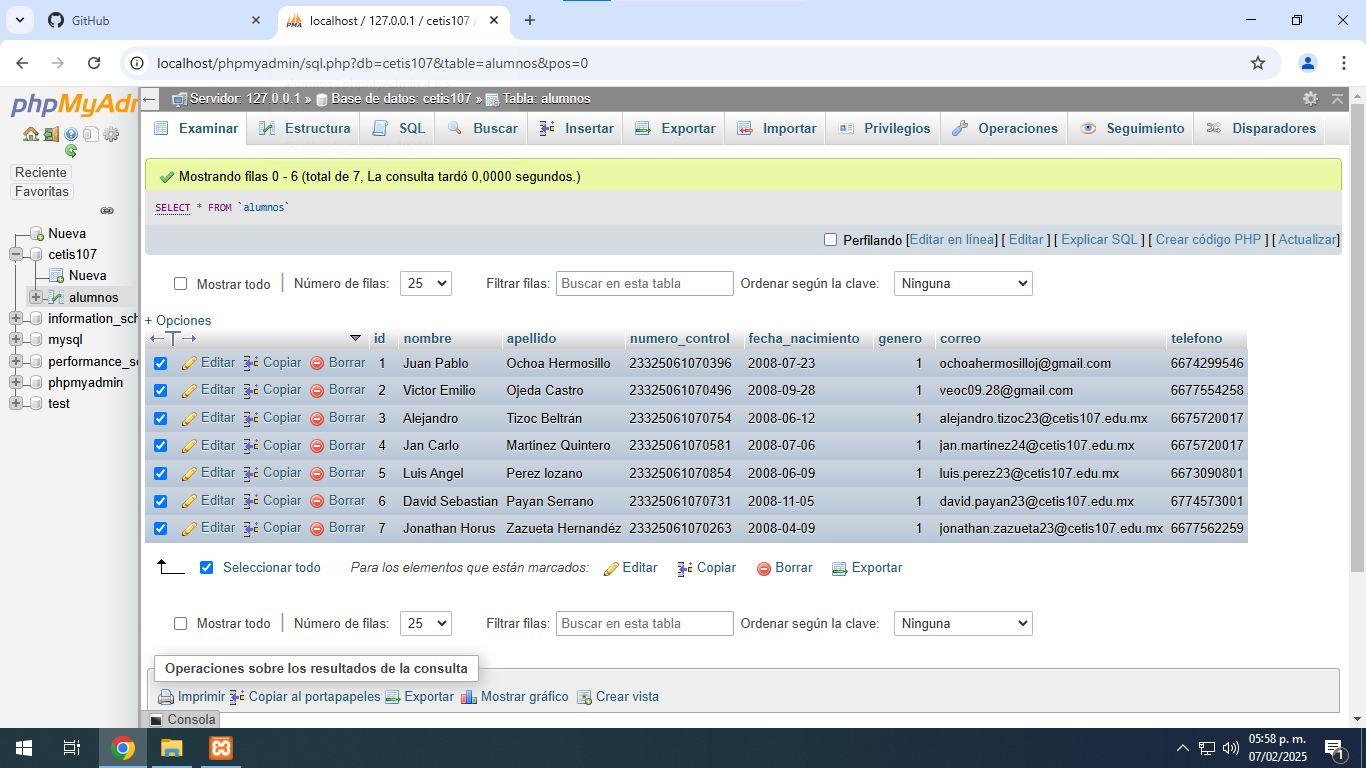 GitHub
localhost / 127.0.0.1 / cetis107 /
localhost/phpmyadmin/sql.php?db=cetis107&table=alumnos&pos=0
phpMyAdm
Reciente
Favoritas
Nueva
cetis107
Nueva
alumnos
information_sch
mysql
performance_s
phpmyadmin
test
Servidor: 127.0.0.1 » Base de datos: cetis107 » Tabla: alumnos
Examinar Estructura SQL Buscar Insertar Exportar Importar Privilegios Operaciones Seguimiento Disparadores
Mostrando filas 0 - 6 (total de 7, La consulta tardó 0,0000 segundos.)
SELECT * FROM `alumnos`
Perfilando [Editar en línea] [ Editar ] [ Explicar SQL ] [ Crear código PHP ] [ Actualizar]
Mostrar todo Número de filas: 25 Filtrar filas: Buscar en esta tabla Ordenar según la clave: Ninguna
+ Opciones
id nombre apellido numero_control fecha_nacimiento genero correo telefono
Editar Copiar Borrar 1 Juan Pablo Ochoa Hermosillo 23325061070396 2008-07-23 1 ochoahermosilloj@gmail.com 6674299546
Editar Copiar Borrar 2 Victor Emilio Ojeda Castro 23325061070496 2008-09-28 1 veoc09.28@gmail.com 6677554258
Editar Copiar Borrar 3 Alejandro Tizoc Beltrán 23325061070754 2008-06-12 1 alejandro.tizoc23@cetis107.edu.mx 6675720017
Editar Copiar Borrar 4 Jan Carlo Martinez Quintero 23325061070581 2008-07-06 1 jan.martinez24@cetis107.edu.mx 6675720017
Editar Copiar Borrar 5 Luis Angel Perez lozano 23325061070854 2008-06-09 1 luis.perez23@cetis107.edu.mx 6673090801
Editar Copiar Borrar 6 David Sebastian Payan Serrano 23325061070731 2008-11-05 1 david.payan23@cetis107.edu.mx 6774573001
Editar Copiar Borrar 7 Jonathan Horus Zazueta Hernandéz 23325061070263 2008-04-09 1 jonathan.zazueta23@cetis107.edu.mx 6677562259
Seleccionar todo Para los elementos que están marcados: Editar Copiar Borrar Exportar
Mostrar todo Número de filas: 25 Filtrar filas: Buscar en esta tabla Ordenar según la clave: Ninguna
Operaciones sobre los resultados de la consulta
Imprimir Copiar al portapapeles Exportar Mostrar gráfico Crear vista
Consola
05:58 p. m.
07/02/2025
1